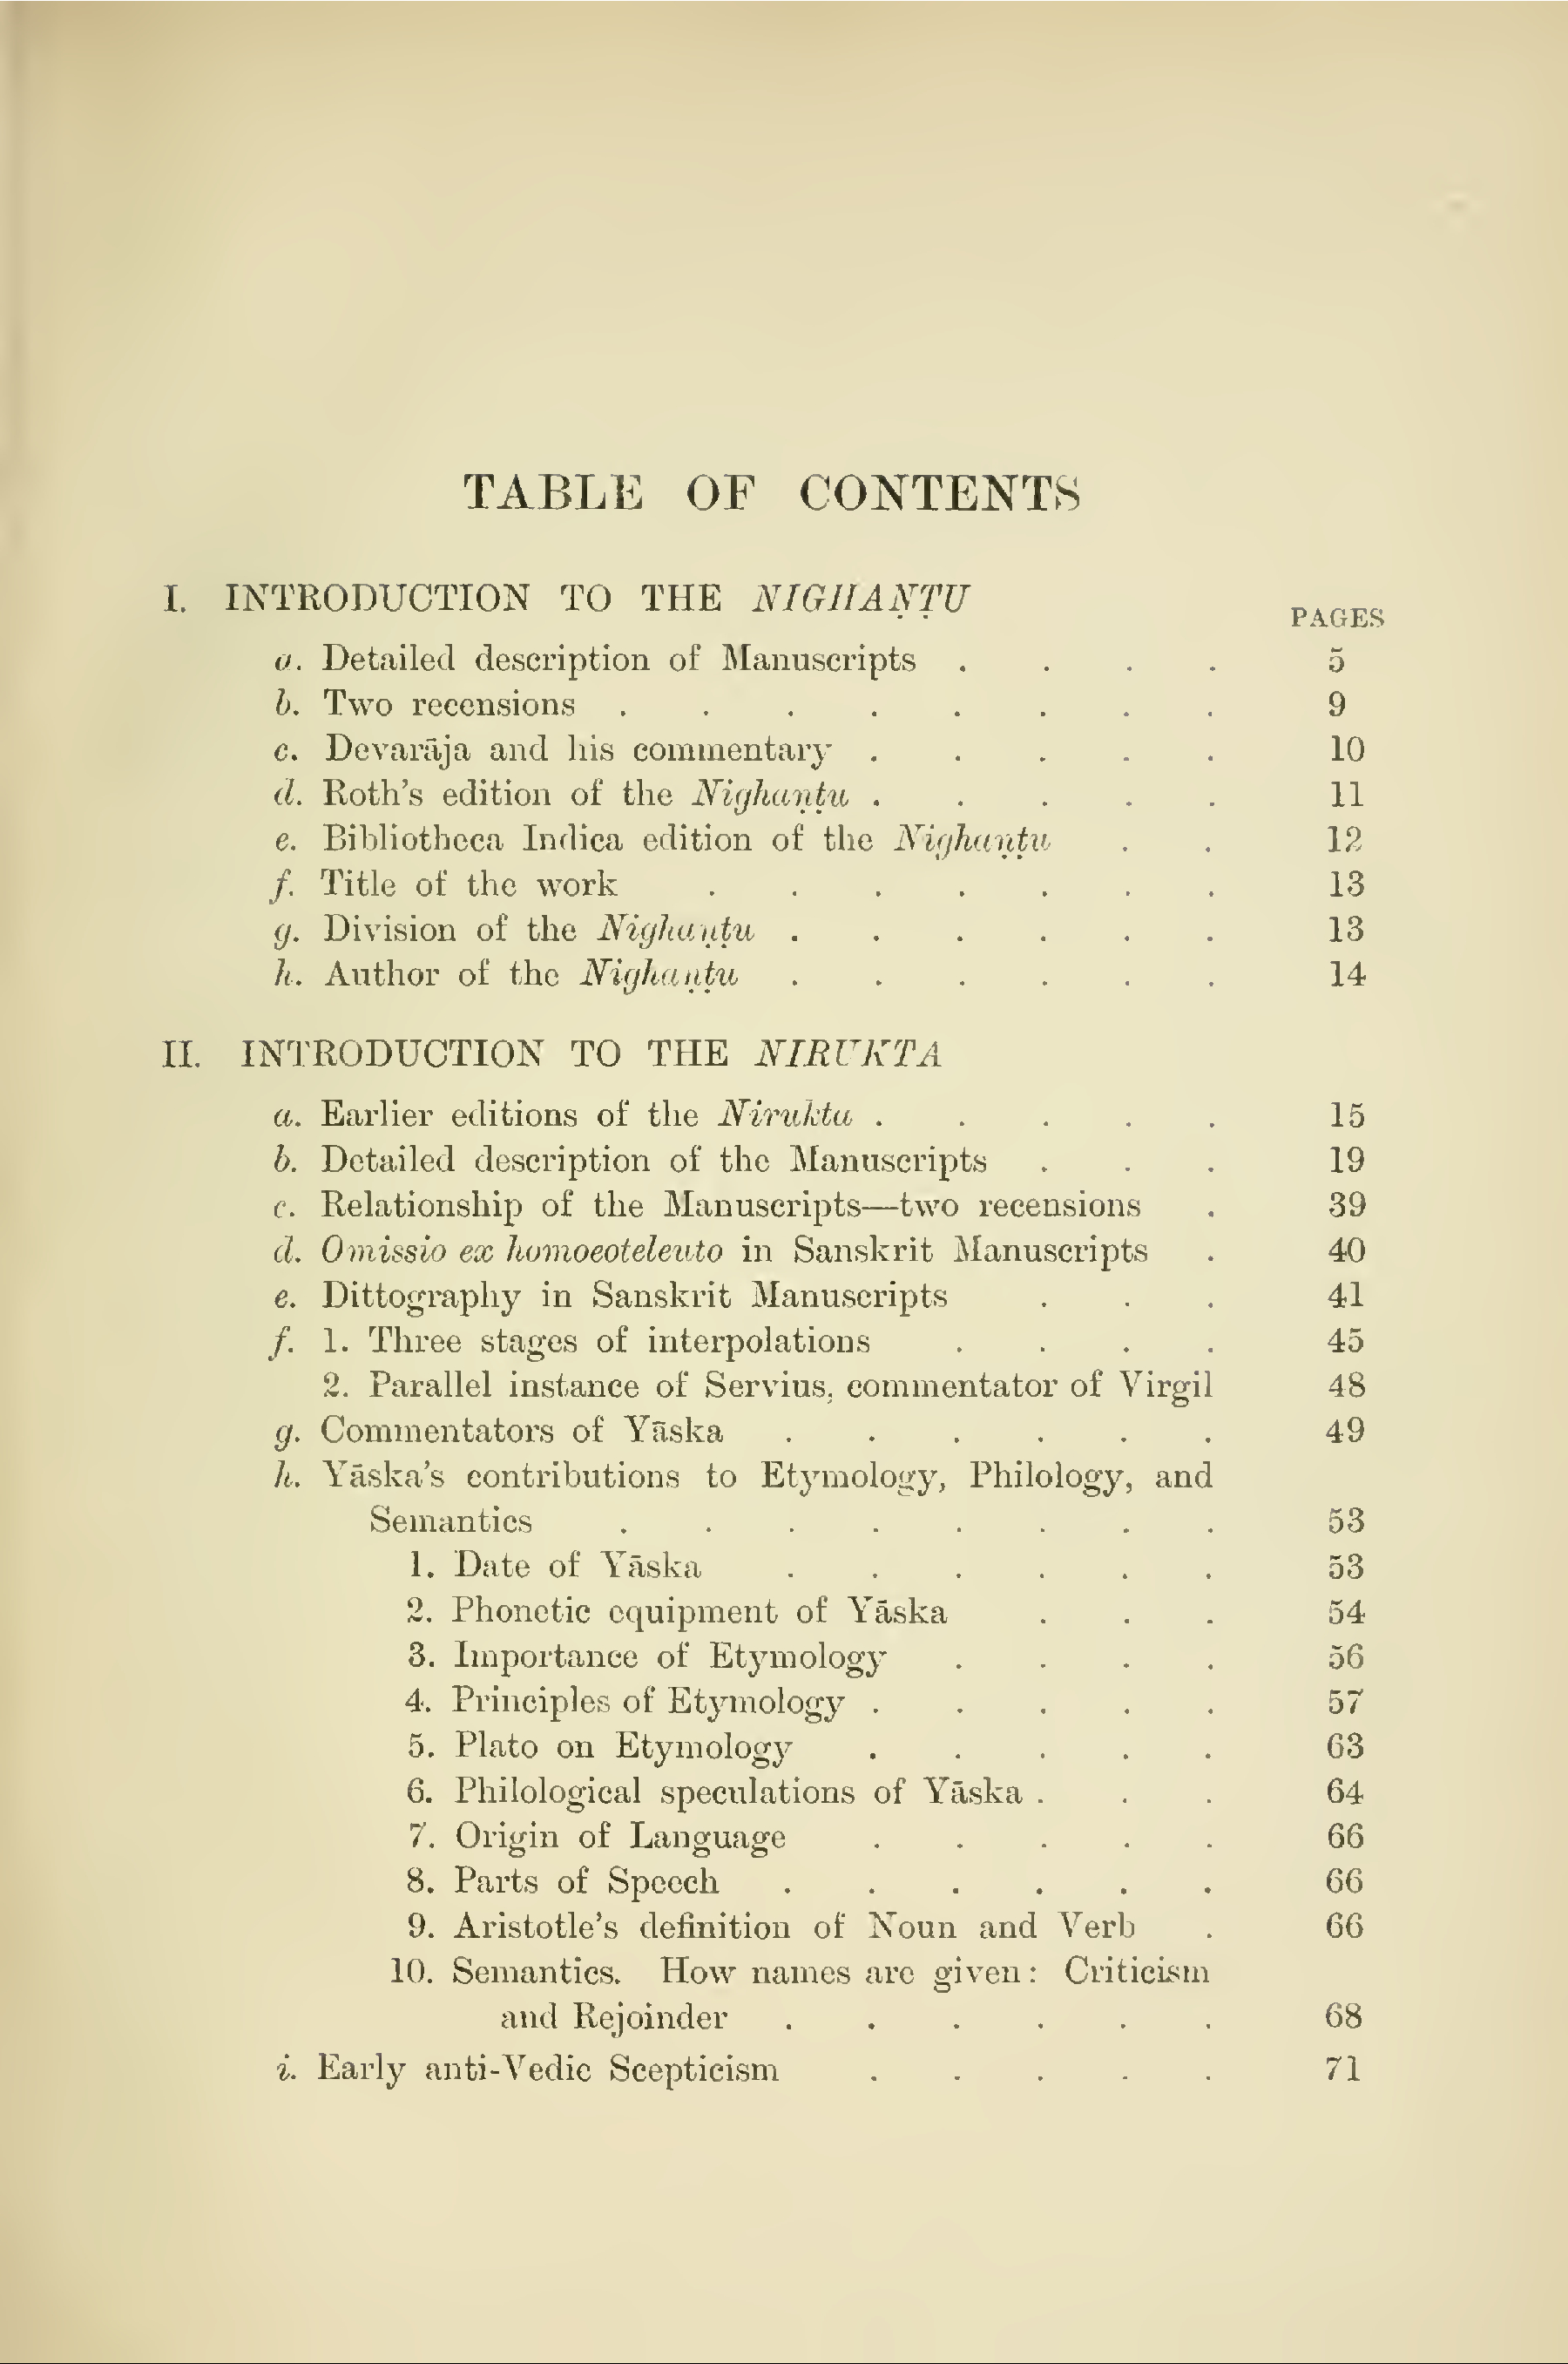 TABLE OF CONTENTS
I. INTRODUCTION TO THE NIGHAṆṬU
PAGES
a. Detailed description of Manuscripts . . . . 5
b. Two recensions . . . . . . . . 9
c. Devarāja and his commentary . . . . . 10
d. Roth's edition of the Nighaṇṭu . . . . . 11
e. Bibliotheca Indica edition of the Nighaṇṭu . . 12
f. Title of the work . . . . . . . 13
g. Division of the Nighaṇṭu . . . . . . 13
h. Author of the Nighaṇṭu . . . . . . 14
II. INTRODUCTION TO THE NIRUKTA
a. Earlier editions of the Nirukta . . . . . 15
b. Detailed description of the Manuscripts . . . 19
c. Relationship of the Manuscripts—two recensions . 39
d. Omissio ex homoeoteleuto in Sanskrit Manuscripts . 40
e. Dittography in Sanskrit Manuscripts . . . 41
f. 1. Three stages of interpolations . . . . 45
2. Parallel instance of Servius, commentator of Virgil 48
g. Commentators of Yāska . . . . . . 49
h. Yāska's contributions to Etymology, Philology, and
Semantics . . . . . . . . 53
1. Date of Yāska . . . . . . 53
2. Phonetic equipment of Yāska . . . 54
3. Importance of Etymology . . . . 56
4. Principles of Etymology . . . . . 57
5. Plato on Etymology . . . . . 63
6. Philological speculations of Yāska . . . 64
7. Origin of Language . . . . . 66
8. Parts of Speech . . . . . . 66
9. Aristotle's definition of Noun and Verb . 66
10. Semantics. How names are given: Criticism
and Rejoinder . . . . . . 68
i. Early anti-Vedic Scepticism . . . . . 71